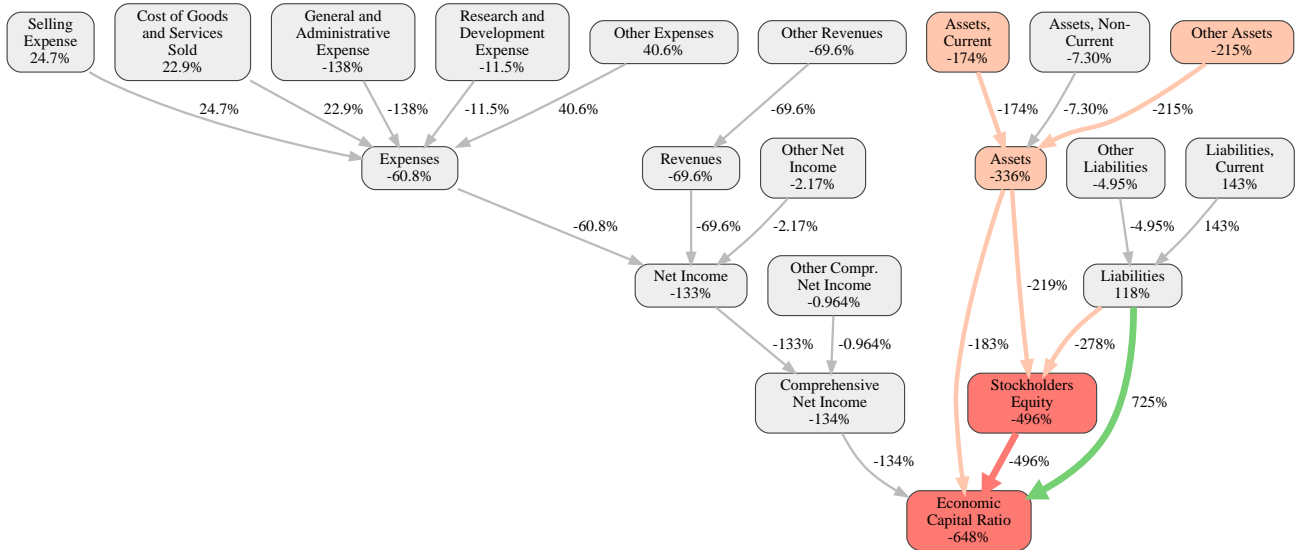 Selling
Expense
24.7%
Cost of Goods
and Services
Sold
22.9%
General and
Administrative
Expense
-138%
Research and
Development
Expense
-11.5%
Other Expenses
40.6%
Other Revenues
-69.6%
Assets,
Current
-174%
Assets, Non-
Current
-7.30%
Other Assets
-215%
24.7%
22.9%
-138%
-11.5%
40.6%
-69.6%
-174%
-7.30%
-215%
Expenses
-60.8%
Revenues
-69.6%
Other Net
Income
-2.17%
Assets
-336%
Other
Liabilities
-4.95%
Liabilities,
Current
143%
-60.8%
-69.6%
-2.17%
-4.95%
143%
Net Income
-133%
Other Compr.
Net Income
-0.964%
-219%
Liabilities
118%
-133%
-0.964%
-183%
-278%
Comprehensive
Net Income
-134%
Stockholders
Equity
-496%
725%
-134%
-496%
Economic
Capital Ratio
-648%